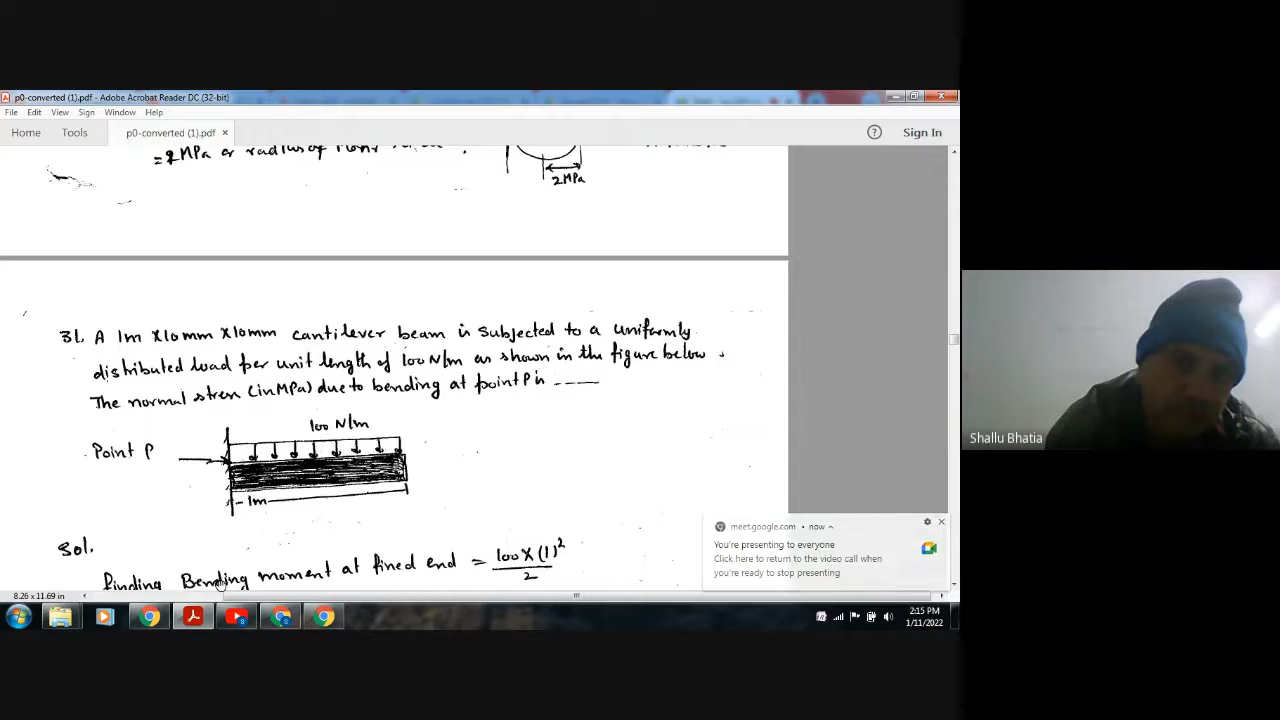 p0-converted (1).pdf - Adobe Acrobat Reader DC (32-bit)
File Edit View Sign Window Help
Home Tools p0-converted (1).pdf × Sign In
= 2 MPa or radius of
2MPa
31. A 1m X10mm X10mm cantilever beam is subjected to a uniformly
distributed load per unit length of 100 N/m as shown in the figure below.
The normal stress (in MPa) due to bending at point P is ____
100 N/m
Point P
1m
Sol.
Finding Bending moment at fixed end = 100 X (1)²
2
meet.google.com • now
You're presenting to everyone
Click here to return to the video call when
you're ready to stop presenting
8.26 x 11.69 in
2:15 PM
1/11/2022
Shallu Bhatia